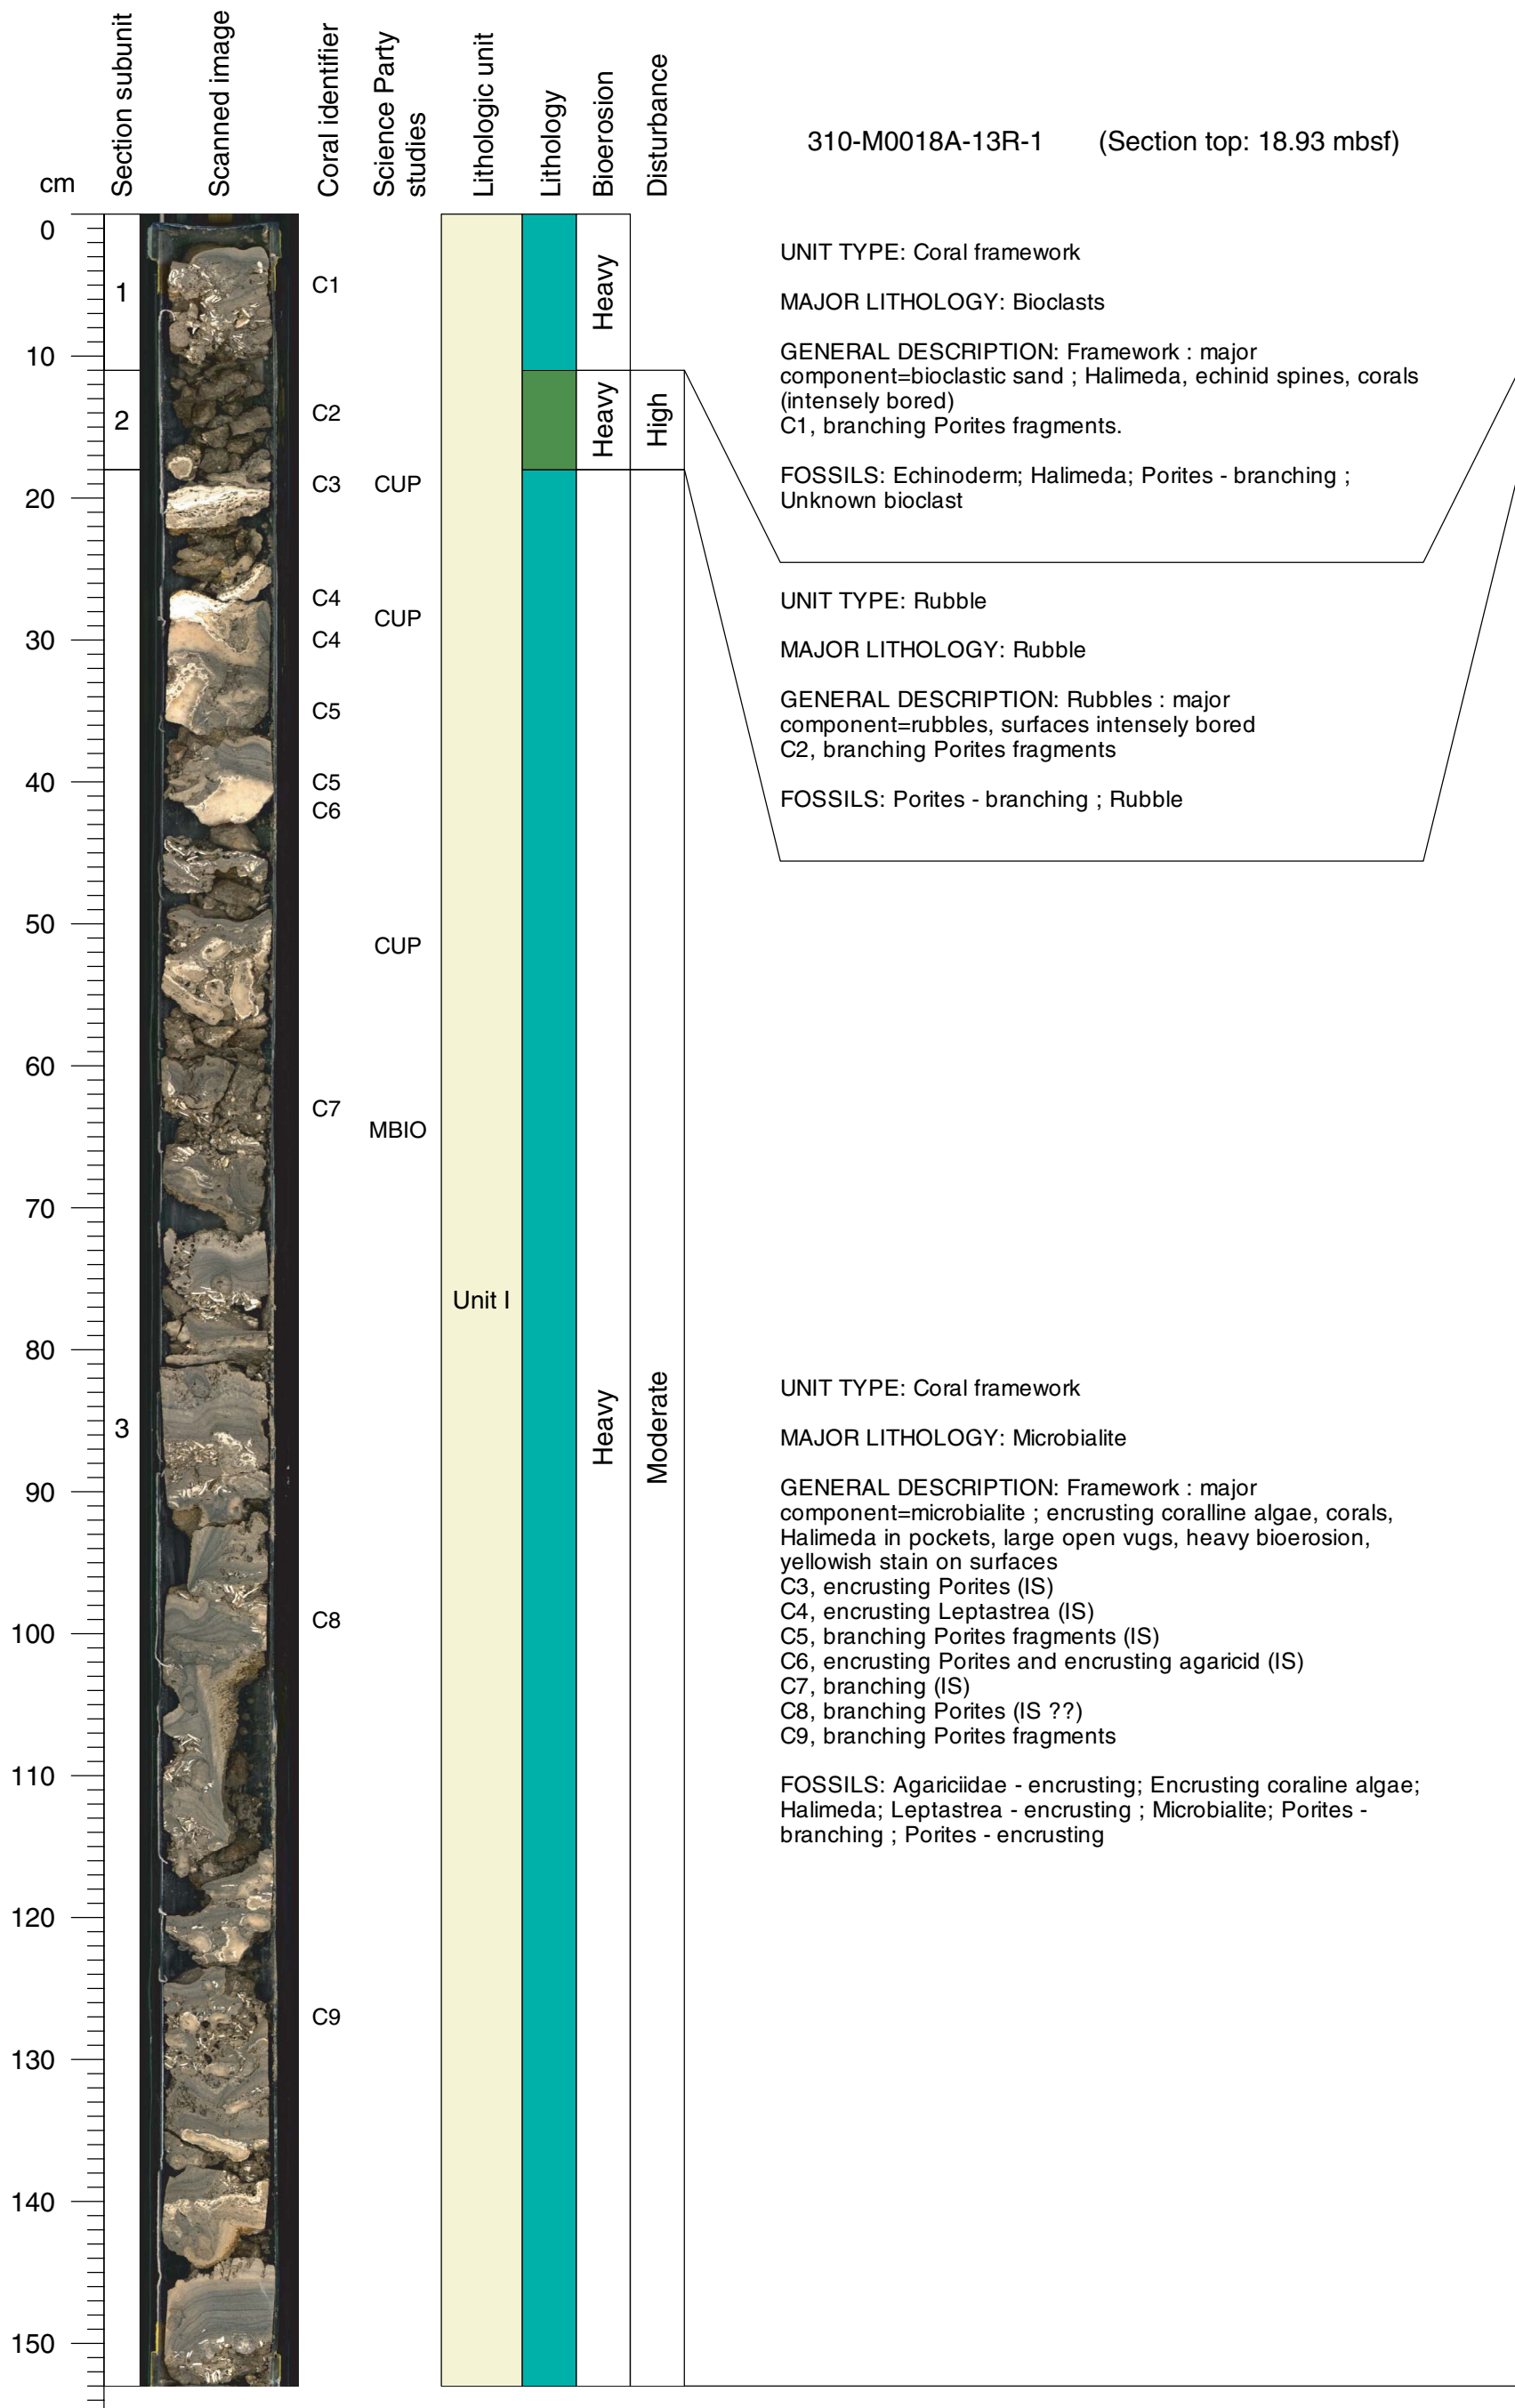 Section subunit
Scanned image
Coral identifier
Science Party
studies
Lithologic unit
Lithology
Bioerosion
Disturbance
cm
310-M0018A-13R-1 (Section top: 18.93 mbsf)
0
10
20
30
40
50
60
70
80
90
100
110
120
130
140
150
1
2
3
C1
C2
C3
C4
C4
C5
C5
C6
C7
C8
C9
CUP
CUP
CUP
MBIO
Unit I
Heavy
Heavy
High
Heavy
Moderate
UNIT TYPE: Coral framework
MAJOR LITHOLOGY: Bioclasts
GENERAL DESCRIPTION: Framework : major
component=bioclastic sand ; Halimeda, echinid spines, corals
(intensely bored)
C1, branching Porites fragments.
FOSSILS: Echinoderm; Halimeda; Porites - branching ;
Unknown bioclast
UNIT TYPE: Rubble
MAJOR LITHOLOGY: Rubble
GENERAL DESCRIPTION: Rubbles : major
component=rubbles, surfaces intensely bored
C2, branching Porites fragments
FOSSILS: Porites - branching ; Rubble
UNIT TYPE: Coral framework
MAJOR LITHOLOGY: Microbialite
GENERAL DESCRIPTION: Framework : major
component=microbialite ; encrusting coralline algae, corals,
Halimeda in pockets, large open vugs, heavy bioerosion,
yellowish stain on surfaces
C3, encrusting Porites (IS)
C4, encrusting Leptastrea (IS)
C5, branching Porites fragments (IS)
C6, encrusting Porites and encrusting agaricid (IS)
C7, branching (IS)
C8, branching Porites (IS ??)
C9, branching Porites fragments
FOSSILS: Agariciidae - encrusting; Encrusting coraline algae;
Halimeda; Leptastrea - encrusting ; Microbialite; Porites -
branching ; Porites - encrusting